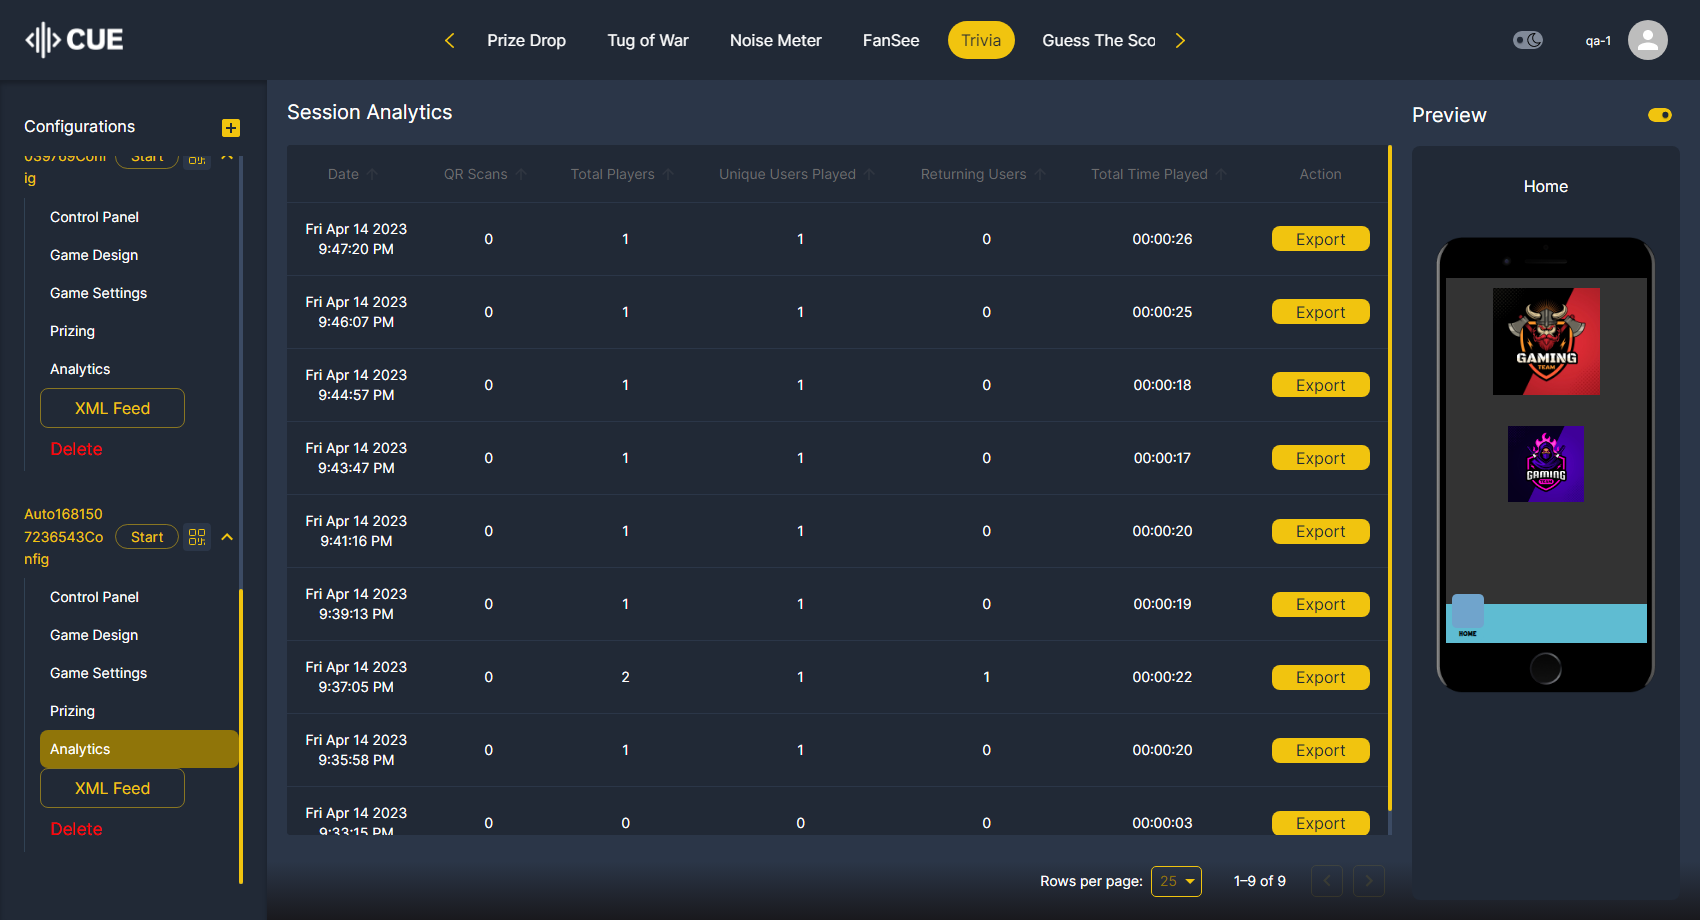 CUE
Prize Drop
Tug of War
Noise Meter
FanSee
Trivia
Guess The Sco
qa-1
Configurations
039769Conf
ig
Start
Control Panel
Game Design
Game Settings
Prizing
Analytics
XML Feed
Delete
Auto168150
7236543Co
nfig
Start
Control Panel
Game Design
Game Settings
Prizing
Analytics
XML Feed
Delete
Session Analytics
Date QR Scans Total Players Unique Users Played Returning Users Total Time Played Action
Fri Apr 14 2023
9:47:20 PM 0 1 1 0 00:00:26 Export
Fri Apr 14 2023
9:46:07 PM 0 1 1 0 00:00:25 Export
Fri Apr 14 2023
9:44:57 PM 0 1 1 0 00:00:18 Export
Fri Apr 14 2023
9:43:47 PM 0 1 1 0 00:00:17 Export
Fri Apr 14 2023
9:41:16 PM 0 1 1 0 00:00:20 Export
Fri Apr 14 2023
9:39:13 PM 0 1 1 0 00:00:19 Export
Fri Apr 14 2023
9:37:05 PM 0 2 1 1 00:00:22 Export
Fri Apr 14 2023
9:35:58 PM 0 1 1 0 00:00:20 Export
Fri Apr 14 2023
9:33:15 PM 0 0 0 0 00:00:03 Export
Rows per page: 25 1–9 of 9
Preview
Home
GAMING
TEAM
GAMING
TEAM
HOME